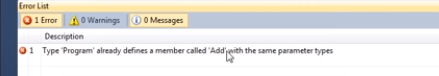 Error List
1 Error 0 Warnings 0 Messages
Description
1 Type 'Program' already defines a member called 'Add' with the same parameter types